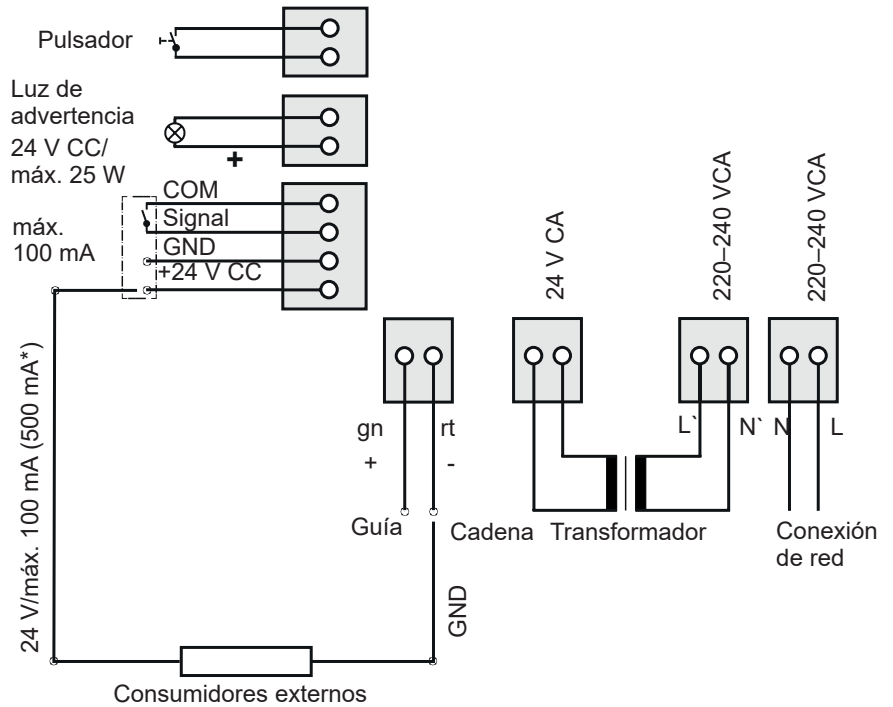 Pulsador
Luz de
advertencia
24 V CC/
máx. 25 W
+
máx.
100 mA
COM
Signal
GND
+24 V CC
24 V CA
220–240 VCA
220–240 VCA
gn
rt
+
-
L`
N`
N
L
Guía
Cadena
Transformador
Conexión
de red
24 V/máx. 100 mA (500 mA*)
GND
Consumidores externos